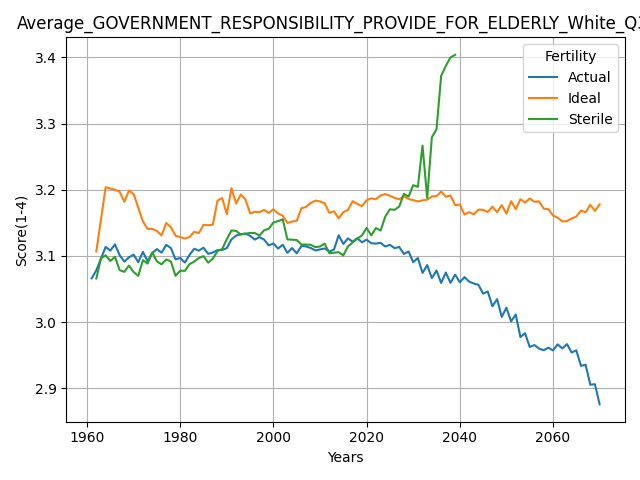 Average_GOVERNMENT_RESPONSIBILITY_PROVIDE_FOR_ELDERLY_White_Q3
Fertility
Actual
Ideal
Sterile
Score(1-4)
3.4
3.3
3.2
3.1
3.0
2.9
1960 1980 2000 2020 2040 2060
Years